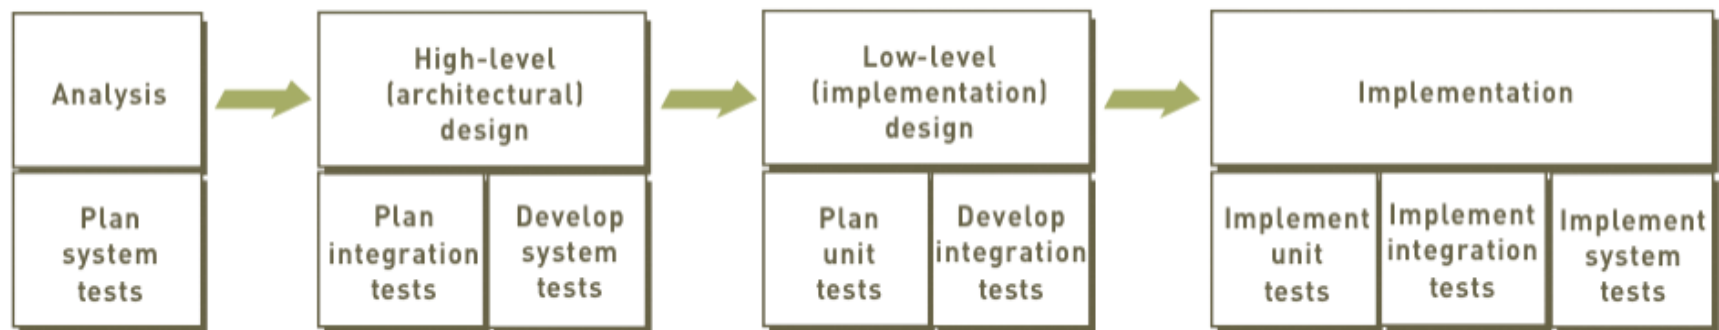 Analysis
High-level
(architectural)
design
Low-level
(implementation)
design
Implementation
Plan
system
tests
Plan
integration
tests
Develop
system
tests
Plan
unit
tests
Develop
integration
tests
Implement
unit
tests
Implement
integration
tests
Implement
system
tests